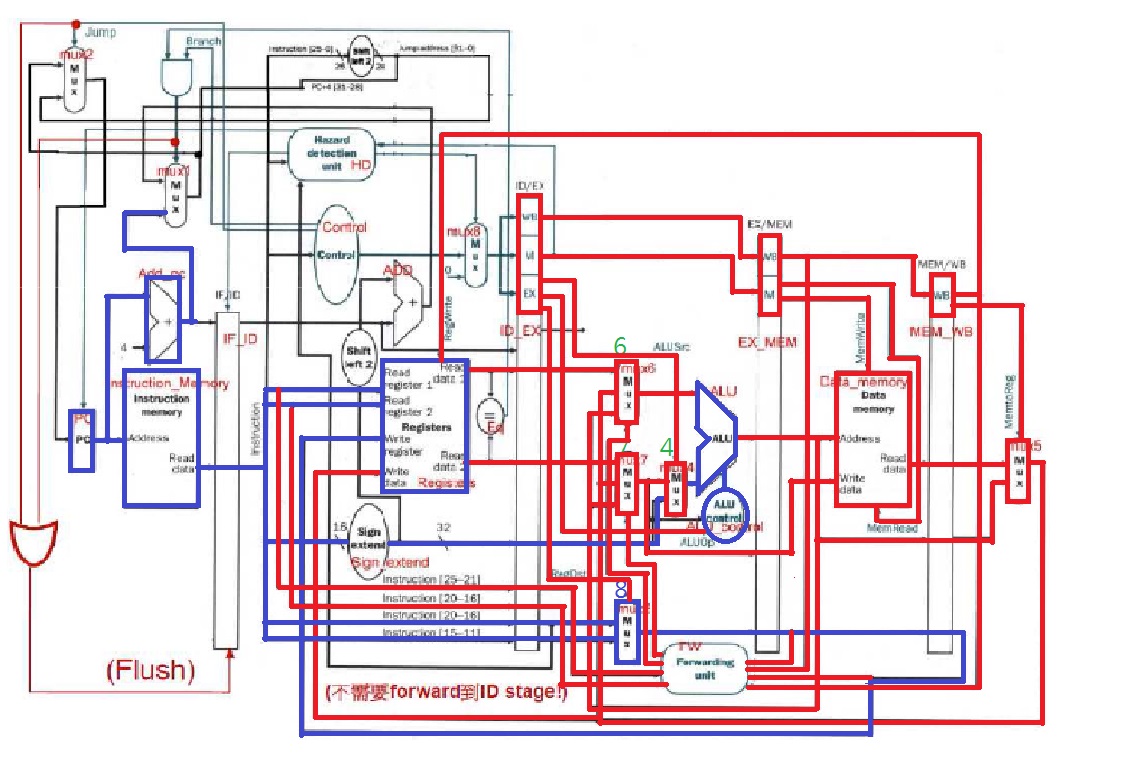 Jump
mux2
M
u
x
Branch
Instruction [25-0]
Shift
left 2
Jump address [31-0]
26
PC+4 [31-28]
mux1
M
u
x
Hazard
detection
unit
HD
Control
Control
mux8
M
u
x
0
ID/EX
WB
M
EX
ID_EX
EX/MEM
WB
M
EX_MEM
MEM/WB
WB
MEM_WB
Add_pc
+
4
IF/ID
IF_ID
ADD
+
Shift
left 2
RegWrite
PC
PC
Instruction_Memory
Instruction
memory
Address
Read
data
Instruction
Read
register 1
Read
register 2
Registers
Write
register
Write
data
Registers
Read
data
Read
data 2
=
Eq
Sign
extend
Sign_extend
16
32
6
mux6
M
u
x
ALUSrc
mux7
M
u
x
4
M
u
x
ALU
ALU
ALU
control
ALU_control
ALUOp
RegDst
8
M
u
x
MemWrite
Data_memory
Data
memory
Address
Read
data
Write
data
MemRead
MemtoReg
mux5
M
u
x
Instruction [25–21]
Instruction [20–16]
Instruction [20–16]
Instruction [15–11]
FW
Forwarding
unit
(Flush)
(不需要forward到ID stage!)